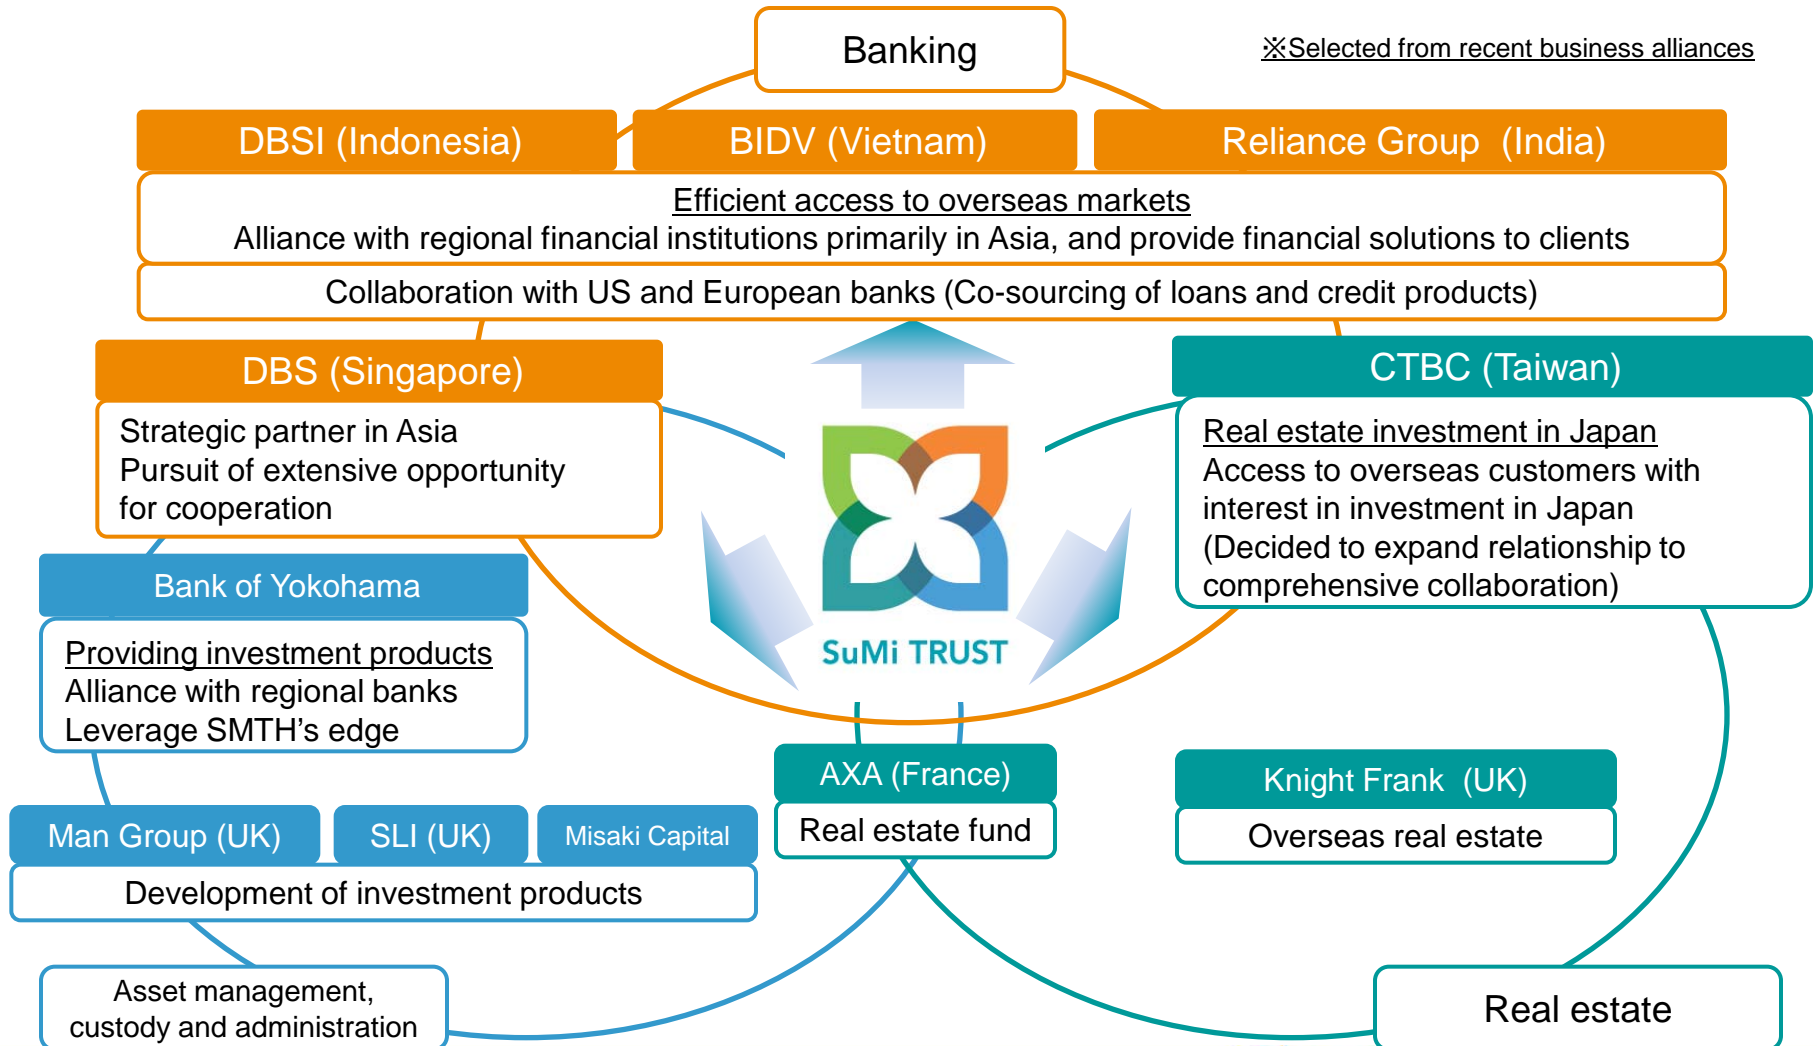 Banking
※Selected from recent business alliances
DBSI (Indonesia)
BIDV (Vietnam)
Reliance Group (India)
Efficient access to overseas markets
Alliance with regional financial institutions primarily in Asia, and provide financial solutions to clients
Collaboration with US and European banks (Co-sourcing of loans and credit products)
DBS (Singapore)
Strategic partner in Asia
Pursuit of extensive opportunity
for cooperation
CTBC (Taiwan)
Real estate investment in Japan
Access to overseas customers with
interest in investment in Japan
(Decided to expand relationship to
comprehensive collaboration)
SuMi TRUST
Bank of Yokohama
Providing investment products
Alliance with regional banks
Leverage SMTH’s edge
AXA (France)
Real estate fund
Knight Frank (UK)
Overseas real estate
Man Group (UK)
SLI (UK)
Misaki Capital
Development of investment products
Asset management,
custody and administration
Real estate